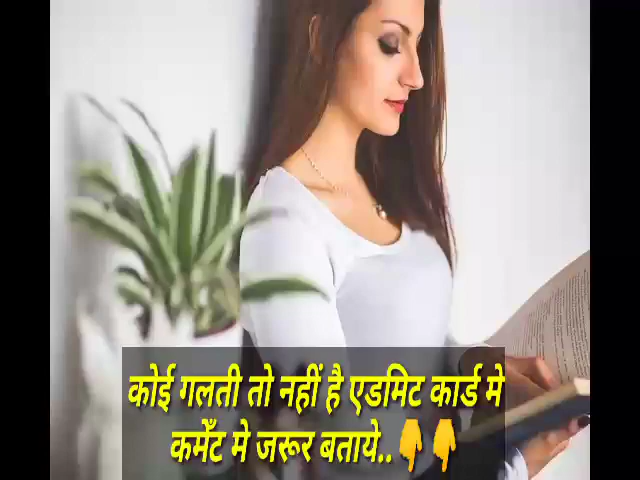 कोई गलती तो नहीं है एडमिट कार्ड मे
कमेँट मे जरूर बताये..👇👇